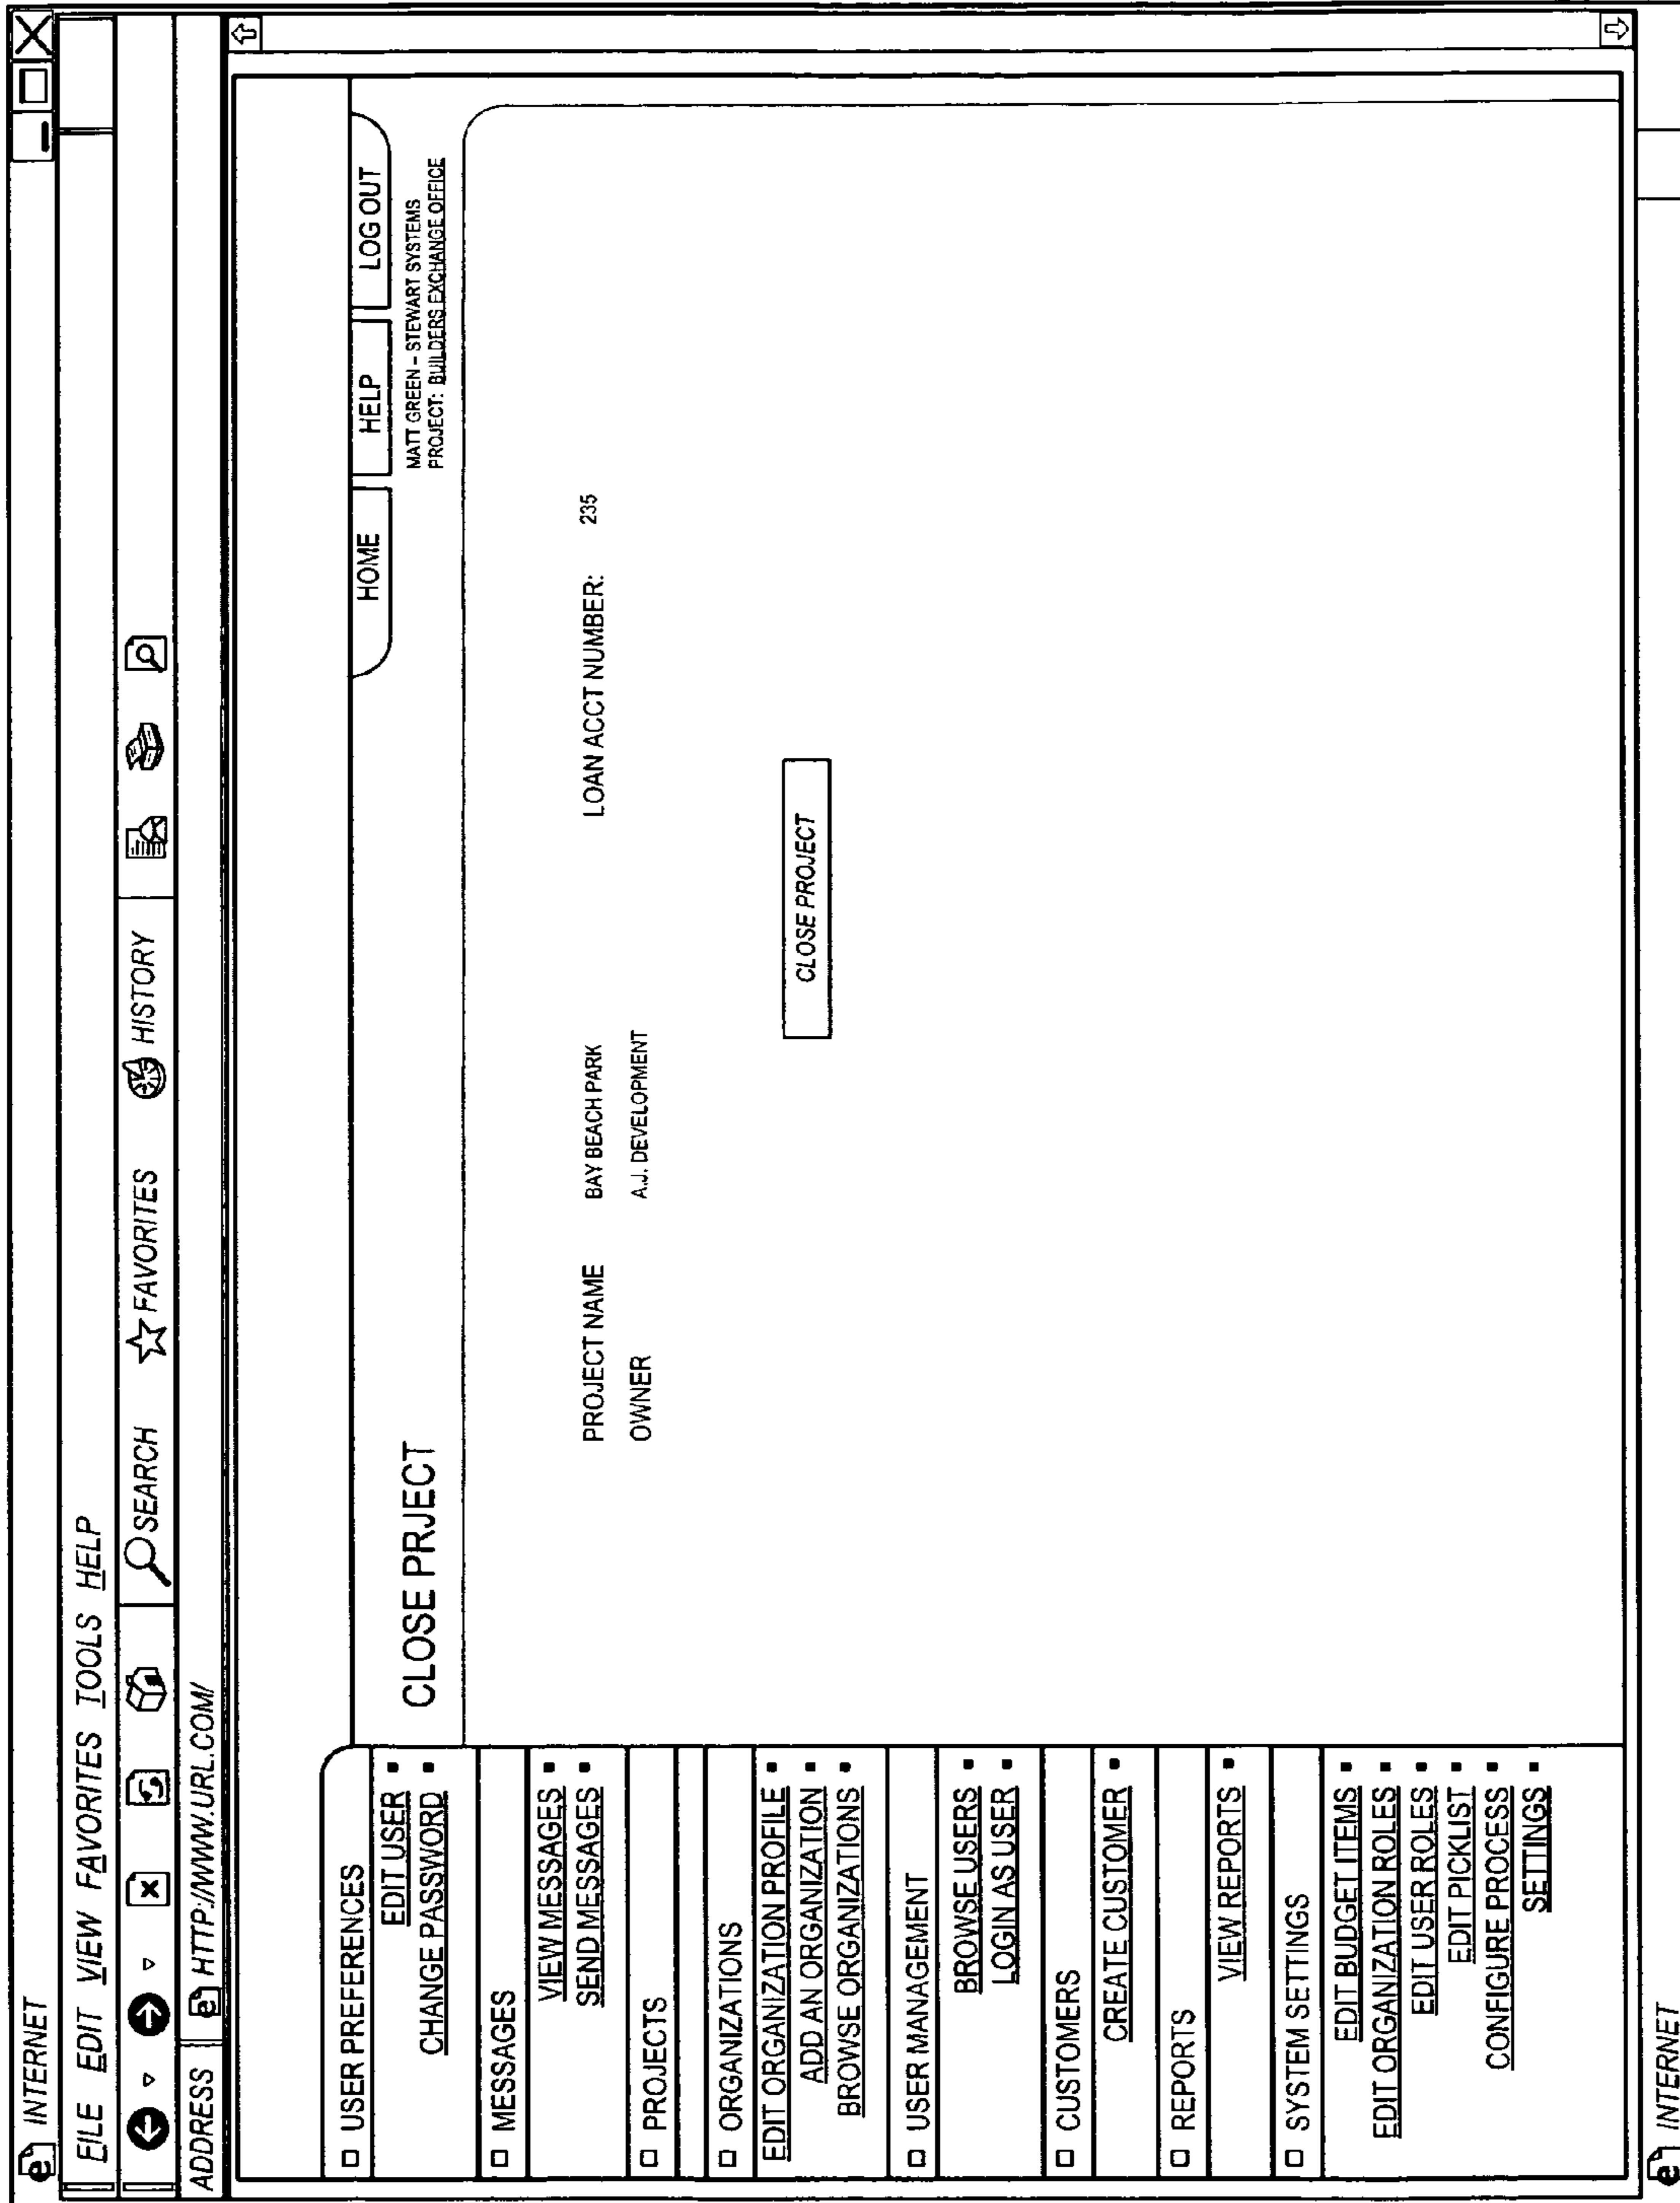 INTERNET
FILE EDIT VIEW FAVORITES TOOLS HELP
SEARCH FAVORITES HISTORY
ADDRESS HTTP://WWW.URL.COM/
HOME HELP LOG OUT
USER PREFERENCES
EDIT USER
CHANGE PASSWORD
MESSAGES
VIEW MESSAGES
SEND MESSAGES
PROJECTS
ORGANIZATIONS
EDIT ORGANIZATION PROFILE
ADD AN ORGANIZATION
BROWSE ORGANIZATIONS
USER MANAGEMENT
BROWSE USERS
LOGIN AS USER
CUSTOMERS
CREATE CUSTOMER
REPORTS
VIEW REPORTS
SYSTEM SETTINGS
EDIT BUDGET ITEMS
EDIT ORGANIZATION ROLES
EDIT USER ROLES
EDIT PICKLIST
CONFIGURE PROCESS
SETTINGS
CLOSE PRJECT
MATT GREEN – STEWART SYSTEMS
PROJECT: BUILDERS EXCHANGE OFFICE
PROJECT NAME BAY BEACH PARK LOAN ACCT NUMBER: 235
OWNER A.J. DEVELOPMENT
CLOSE PROJECT
INTERNET